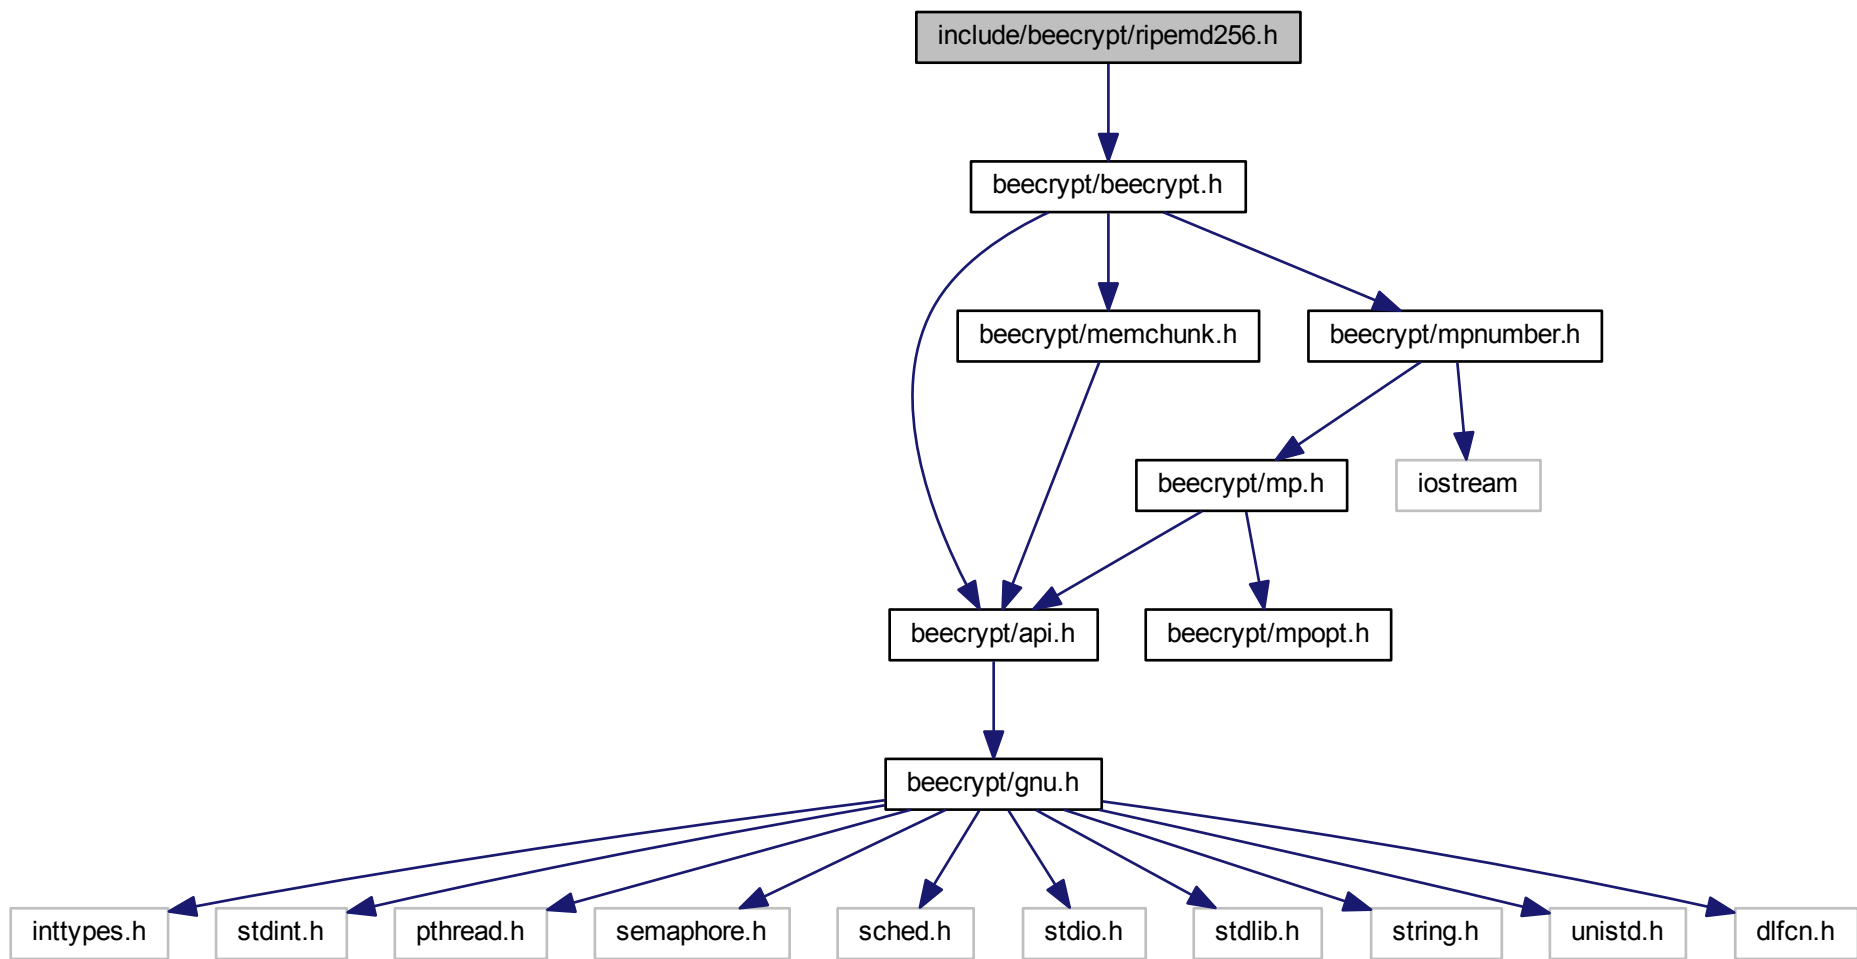 include/beecrypt/ripemd256.h
beecrypt/beecrypt.h
beecrypt/memchunk.h
beecrypt/mpnumber.h
beecrypt/mp.h
iostream
beecrypt/api.h
beecrypt/mpopt.h
beecrypt/gnu.h
inttypes.h
stdint.h
pthread.h
semaphore.h
sched.h
stdio.h
stdlib.h
string.h
unistd.h
dlfcn.h